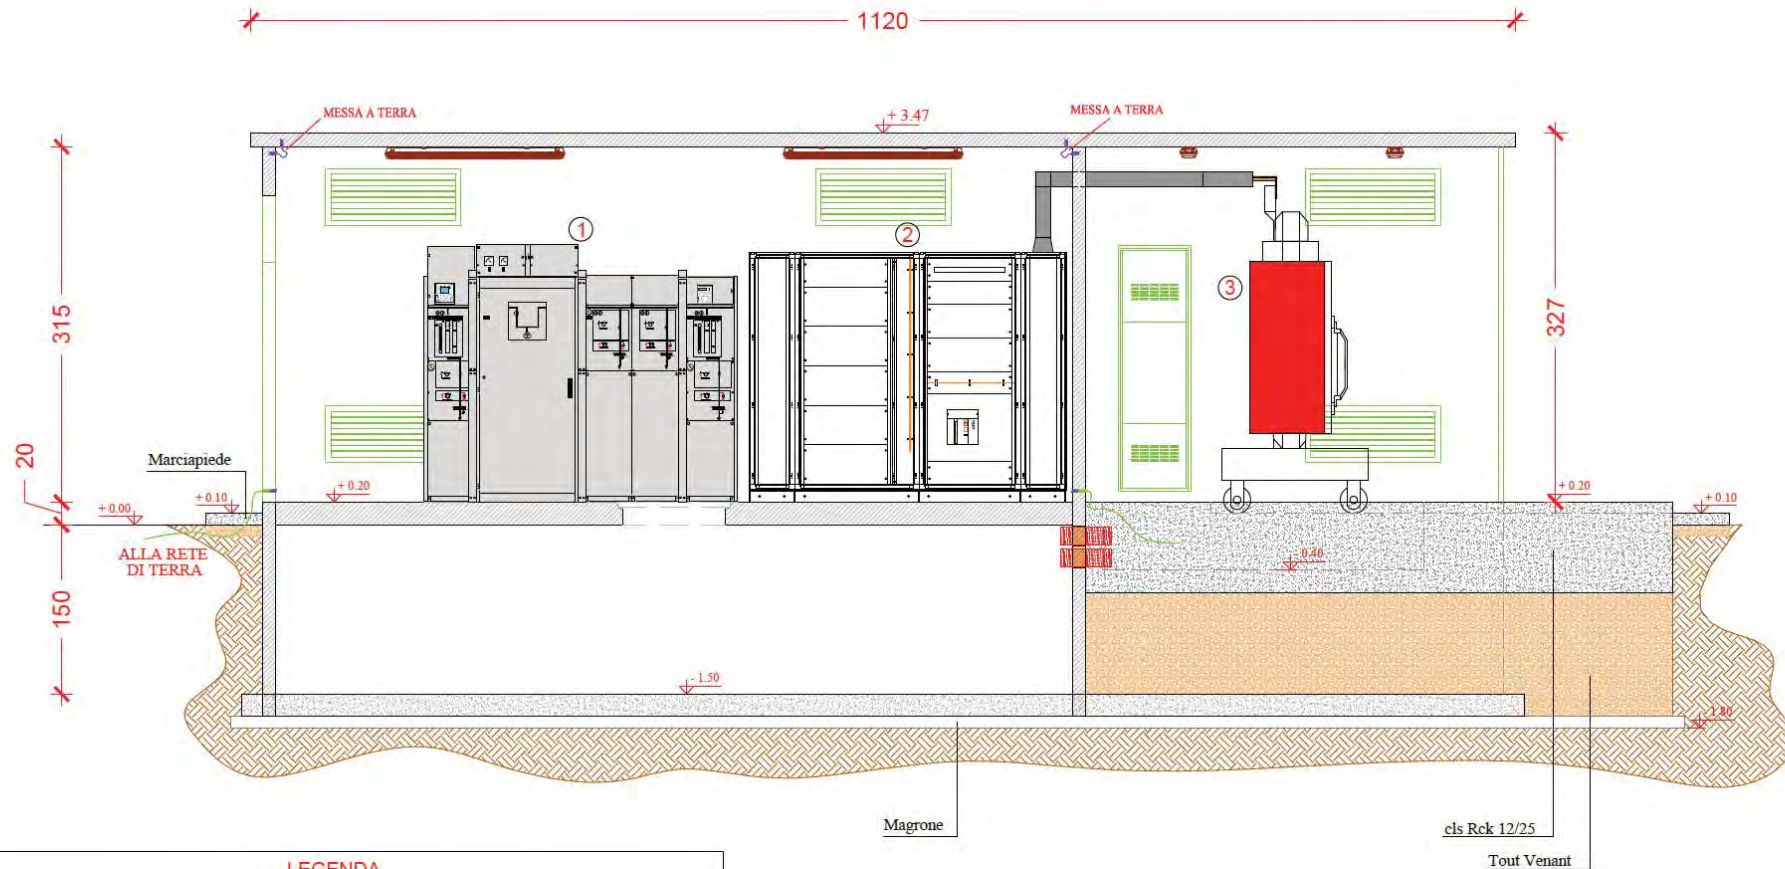 1120
MESSA A TERRA
+ 3.47
MESSA A TERRA
315
327
1
2
3
20
Marciapiede
+ 0.00
+ 0.10
+ 0.20
+ 0.20
+ 0.10
ALLA RETE
DI TERRA
- 0.40
150
- 1.50
- 1.80
Magrone
cls Rck 12/25
Tout Venant
LEGENDA